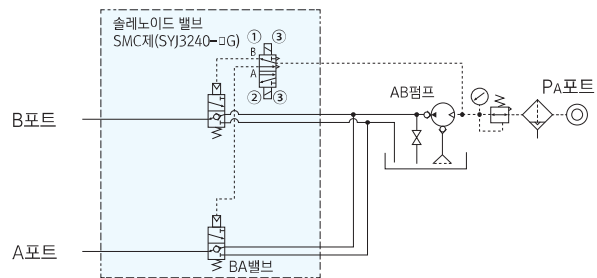 솔레노이드 밸브
SMC제(SYJ3240-□G)
① ③
B
A
② ③
AB펌프
PA포트
B포트
A포트
BA밸브